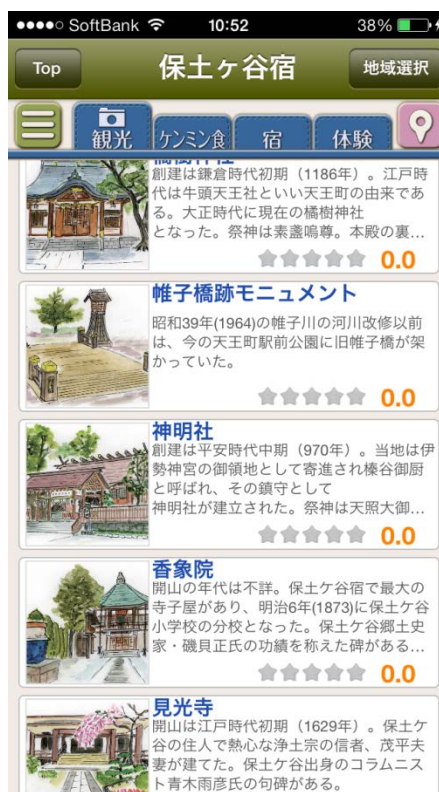 SoftBank 10:52 38%
Top 保土ヶ谷宿 地域選択
観光 ケンミン食 宿 体験
創建は鎌倉時代初期（1186年）。江戸時
代は牛頭天王社といい天王町の由来であ
る。大正時代に現在の橘樹神社
となった。祭神は素盞嗚尊。本殿の裏…
0.0
帷子橋跡モニュメント
昭和39年(1964)の帷子川の河川改修以前
は、今の天王町駅前公園に旧帷子橋が架
かっていた。
0.0
神明社
創建は平安時代中期（970年）。当地は伊
勢神宮の御領地として寄進され榛谷御厨
と呼ばれ、その鎮守として
神明社が建立された。祭神は天照大御…
0.0
香象院
開山の年代は不詳。保土ケ谷宿で最大の
寺子屋があり、明治6年(1873)に保土ケ谷
小学校の分校となった。保土ケ谷郷土史
家・磯貝正氏の功績を称えた碑がある…
0.0
見光寺
開山は江戸時代初期（1629年）。保土ケ
谷の住人で熱心な浄土宗の信者、茂平夫
妻が建てた。保土ケ谷出身のコラムニス
ト青木雨彦氏の句碑がある。